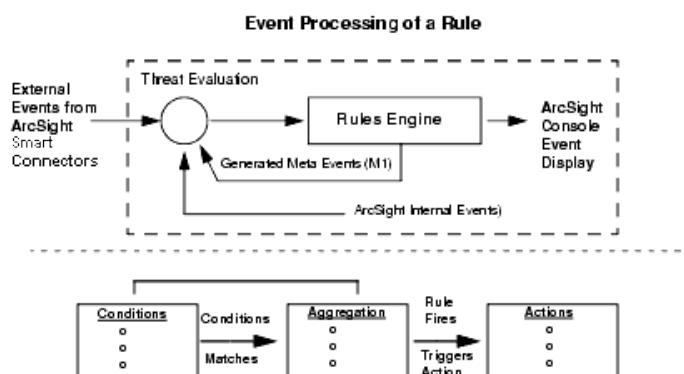 Event Processing of a Rule
Threat Evaluation
External
Events from
ArcSight
Smart
Connectors
Rules Engine
ArcSight
Console
Event
Display
Generated Meta Events (M1)
ArcSight Internal Events)
Conditions
Conditions
Matches
Aggregation
Rule
Fires
Triggers
Action
Actions